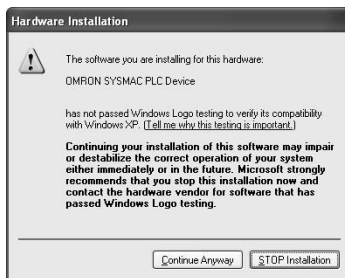 Hardware Installation
The software you are installing for this hardware:
OMRON SYSMAC PLC Device
has not passed Windows Logo testing to verify its compatibility
with Windows XP. (Tell me why this testing is important.)
Continuing your installation of this software may impair
or destabilize the correct operation of your system
either immediately or in the future. Microsoft strongly
recommends that you stop this installation now and
contact the hardware vendor for software that has
passed Windows Logo testing.
Continue Anyway
STOP Installation